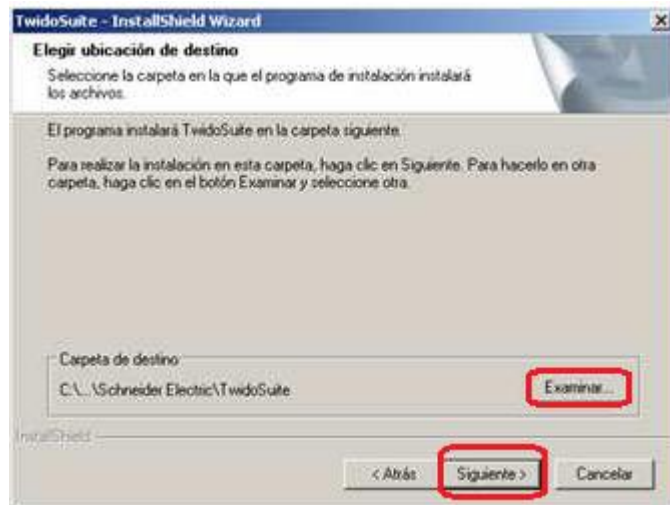 TwidoSuite - InstallShield Wizard
Elegir ubicación de destino
Seleccione la carpeta en la que el programa de instalación instalará
los archivos.
El programa instalará TwidoSuite en la carpeta siguiente.
Para realizar la instalación en esta carpeta, haga clic en Siguiente. Para hacerlo en otra
carpeta, haga clic en el botón Examinar y seleccione otra.
Carpeta de destino
C:\...\Schneider Electric\TwidoSuite
Examinar...
InstallShield
< Atrás
Siguiente >
Cancelar